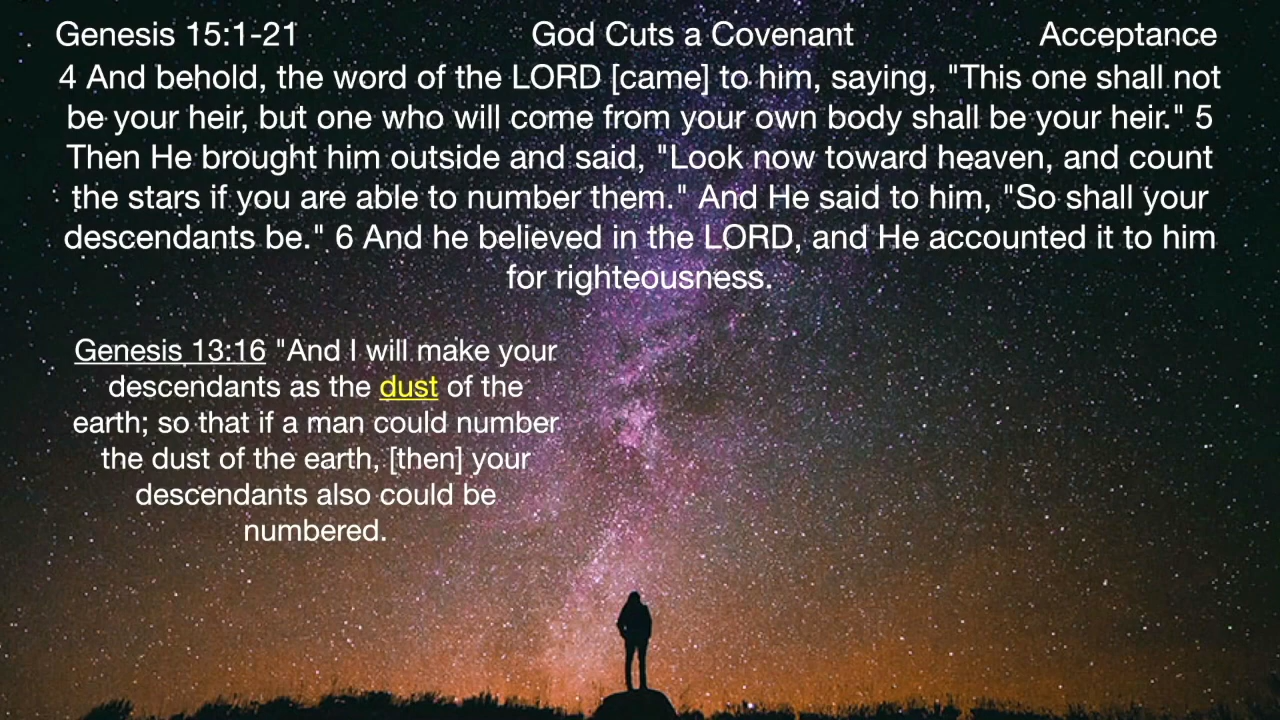 Genesis 15:1-21 God Cuts a Covenant Acceptance
4 And behold, the word of the LORD [came] to him, saying, "This one shall not
be your heir, but one who will come from your own body shall be your heir." 5
Then He brought him outside and said, "Look now toward heaven, and count
the stars if you are able to number them." And He said to him, "So shall your
descendants be." 6 And he believed in the LORD, and He accounted it to him
for righteousness.
Genesis 13:16 "And I will make your
descendants as the dust of the
earth; so that if a man could number
the dust of the earth, [then] your
descendants also could be
numbered.